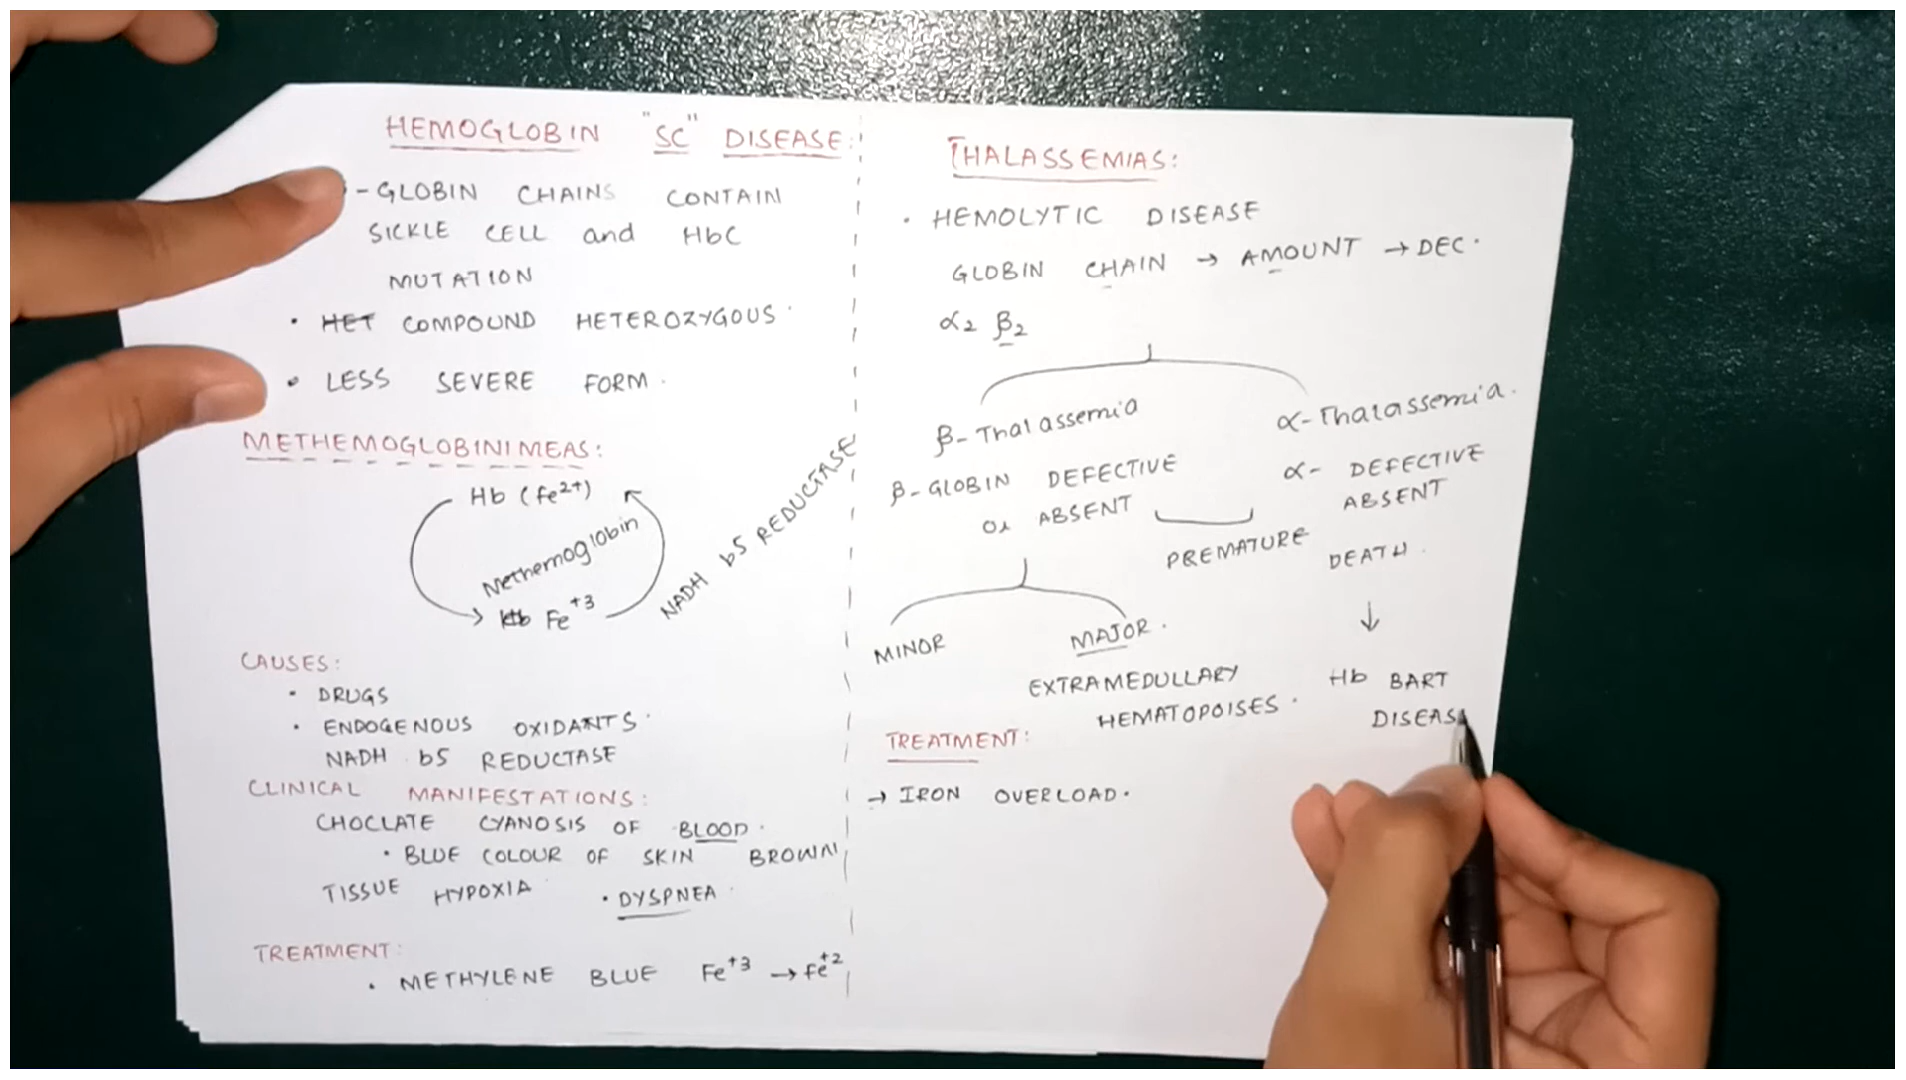 HEMOGLOBIN "SC" DISEASE:
- GLOBIN CHAINS CONTAIN
SICKLE CELL and HbC
MUTATION
• HET COMPOUND HETEROZYGOUS.
• LESS SEVERE FORM.
METHEMOGLOBINIMEAS:
Hb (Fe2+)
Methemoglobin
Hb Fe+3
NADH b5 REDUCTASE
CAUSES:
• DRUGS
• ENDOGENOUS OXIDANTS.
NADH b5 REDUCTASE
CLINICAL MANIFESTATIONS:
CHOCLATE CYANOSIS OF BLOOD.
• BLUE COLOUR OF SKIN BROWN
TISSUE HYPOXIA • DYSPNEA.
TREATMENT:
• METHYLENE BLUE Fe+3 → Fe+2
THALASSEMIAS:
• HEMOLYTIC DISEASE
GLOBIN CHAIN → AMOUNT → DEC.
α2 β2
β-Thalassemia α-Thalassemia.
β-GLOBIN DEFECTIVE α- DEFECTIVE
Or ABSENT ABSENT
PREMATURE DEATH.
↓
MINOR MAJOR.
EXTRAMEDULLARY Hb BART
HEMATOPOISES. DISEAS
TREATMENT:
→ IRON OVERLOAD.